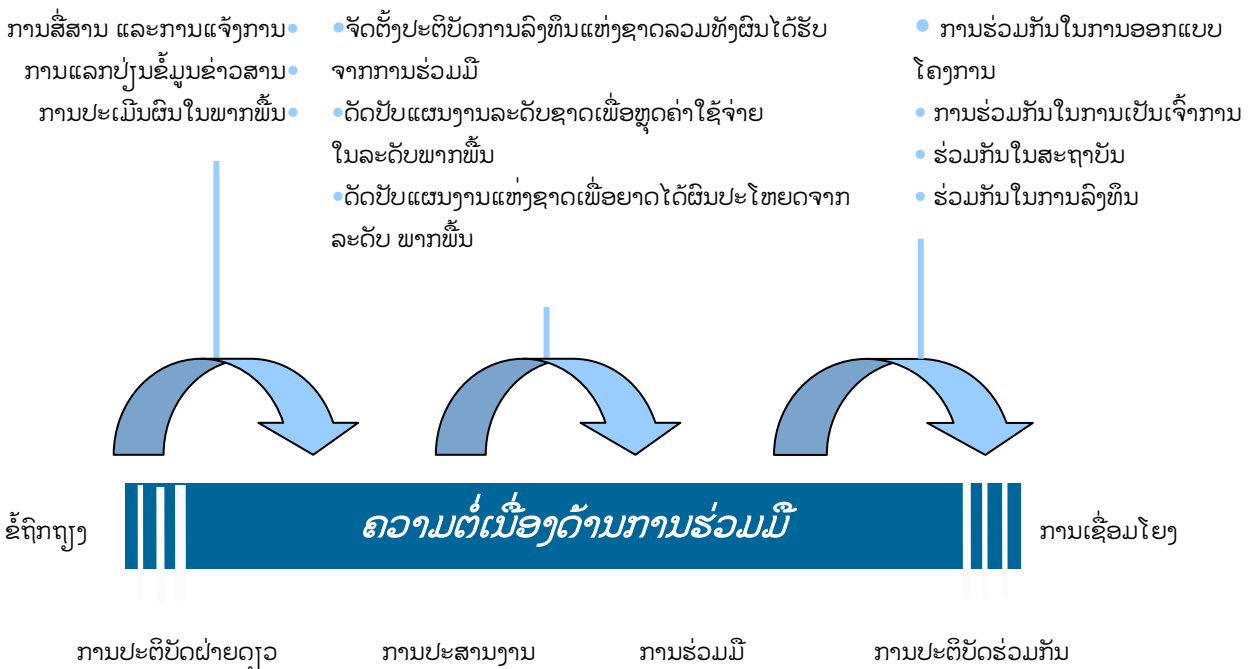 ການສື່ສານ ແລະການແຈ້ງການ•
ການແລກປ່ຽນຂໍ້ມູນຂ່າວສານ•
ການປະເມີນຜົນໃນພາກພື້ນ•
•ຈັດຕັ້ງປະຕິບັດການລົງທຶນແຫ່ງຊາດລວມທັງຜົນໄດ້ຮັບ
ຈາກການຮ່ວມມື
•ດັດປັບແຜນງານລະດັບຊາດເພື່ອຫຼຸດຄ່າໃຊ້ຈ່າຍ
ໃນລະດັບພາກພື້ນ
•ດັດປັບແຜນງານແຫ່ງຊາດເພື່ອຍາດໄດ້ຜົນປະໂຫຍດຈາກ
ລະດັບ ພາກພື້ນ
• ການຮ່ວມກັນໃນການອອກແບບ
ໂຄງການ
• ການຮ່ວມກັນໃນການເປັນເຈົ້າການ
• ຮ່ວມກັນໃນສະຖາບັນ
• ຮ່ວມກັນໃນການລົງທຶນ
ຂໍ້ຖົກຖຽງ
ຄວາມຕໍ່ເນື່ອງດ້ານການຮ່ວມມື
ການເຊື່ອມໂຍງ
ການປະຕິບັດຝ່າຍດຽວ
ການປະສານງານ
ການຮ່ວມມື
ການປະຕິບັດຮ່ວມກັນ